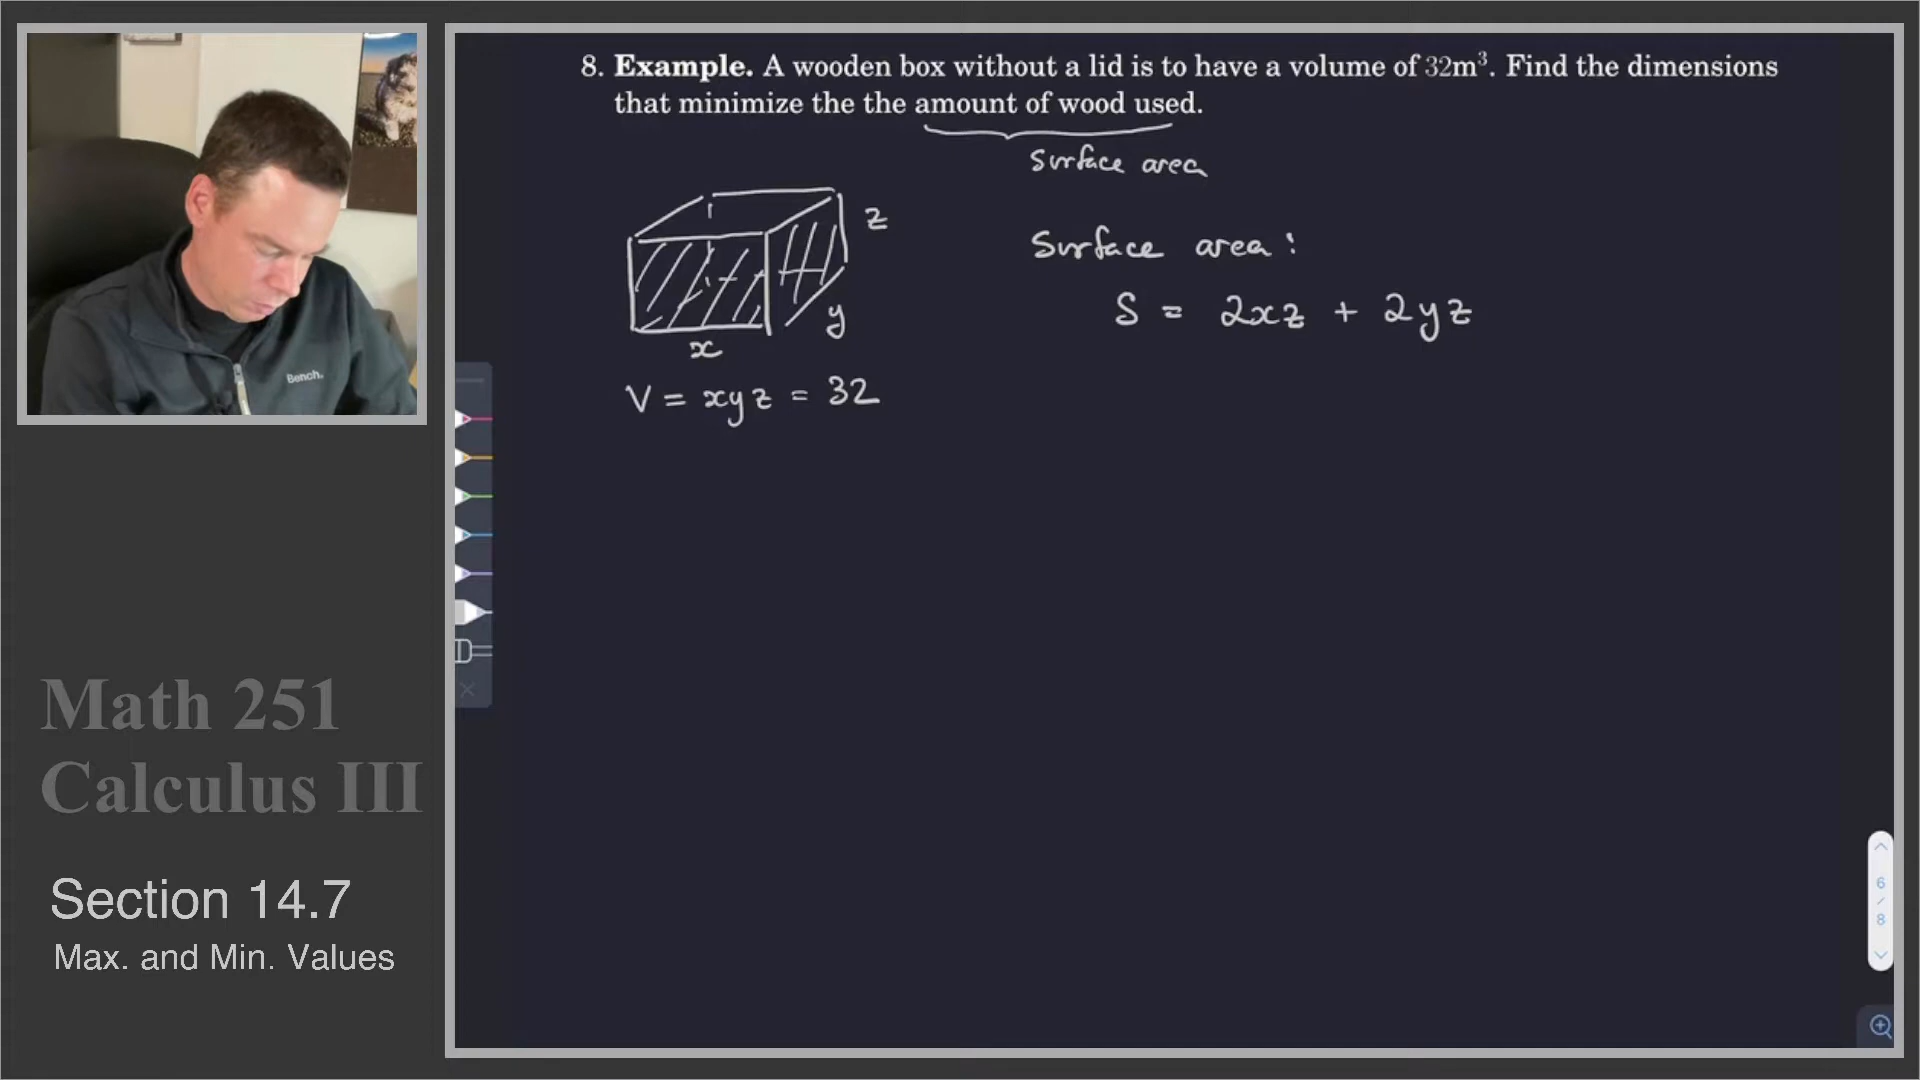 8. Example. A wooden box without a lid is to have a volume of 32m³. Find the dimensions
that minimize the the amount of wood used.
surface area
z
y
x
V = xyz = 32
Surface area:
S = 2xz + 2yz
Bench.
Math 251
Calculus III
Section 14.7
Max. and Min. Values
6
/
8